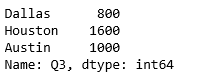 Dallas      800
Houston    1600
Austin     1000
Name: Q3, dtype: int64